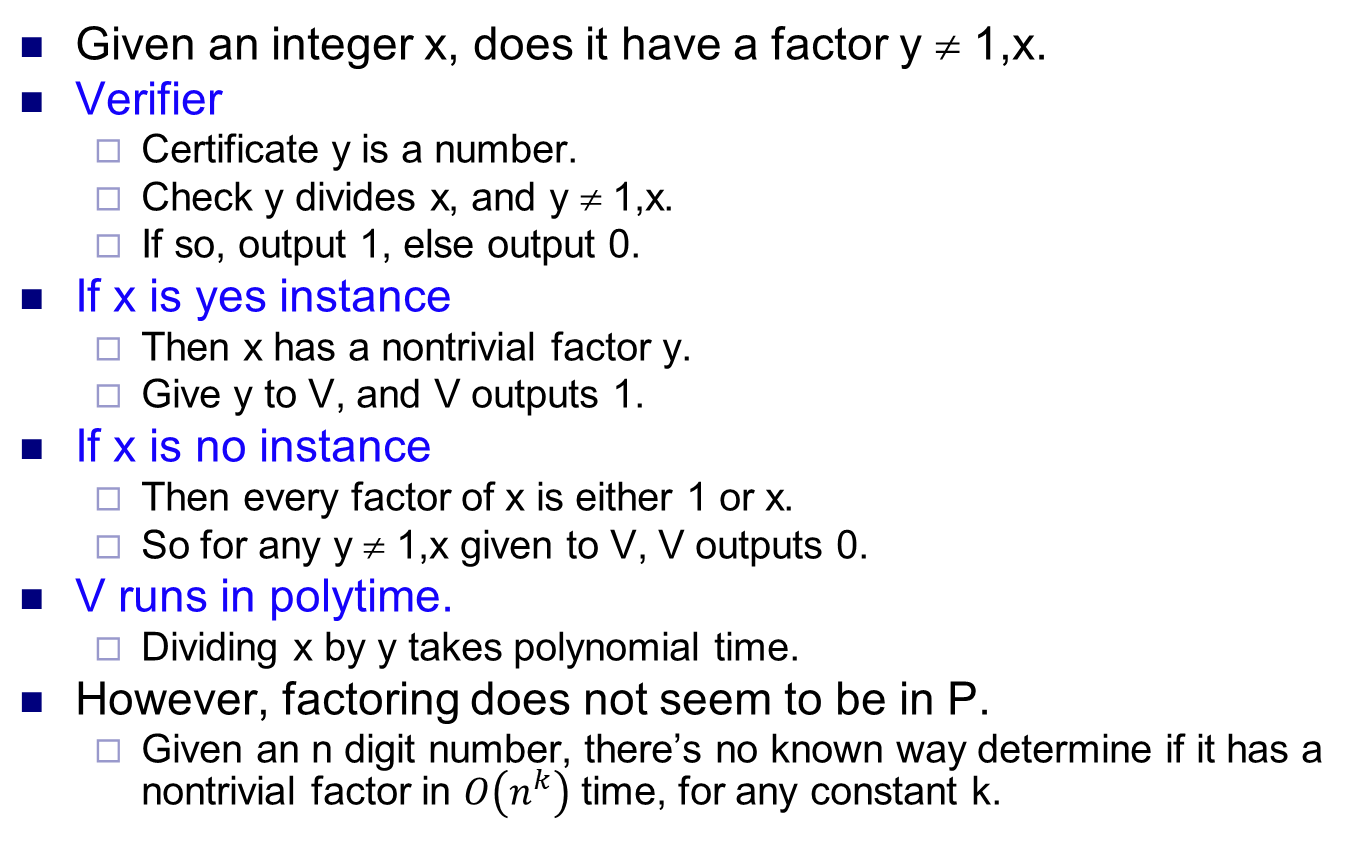 Given an integer x, does it have a factor y ≠ 1,x.
Verifier
Certificate y is a number.
Check y divides x, and y ≠ 1,x.
If so, output 1, else output 0.
If x is yes instance
Then x has a nontrivial factor y.
Give y to V, and V outputs 1.
If x is no instance
Then every factor of x is either 1 or x.
So for any y ≠ 1,x given to V, V outputs 0.
V runs in polytime.
Dividing x by y takes polynomial time.
However, factoring does not seem to be in P.
Given an n digit number, there’s no known way determine if it has a
nontrivial factor in O(nᵏ) time, for any constant k.